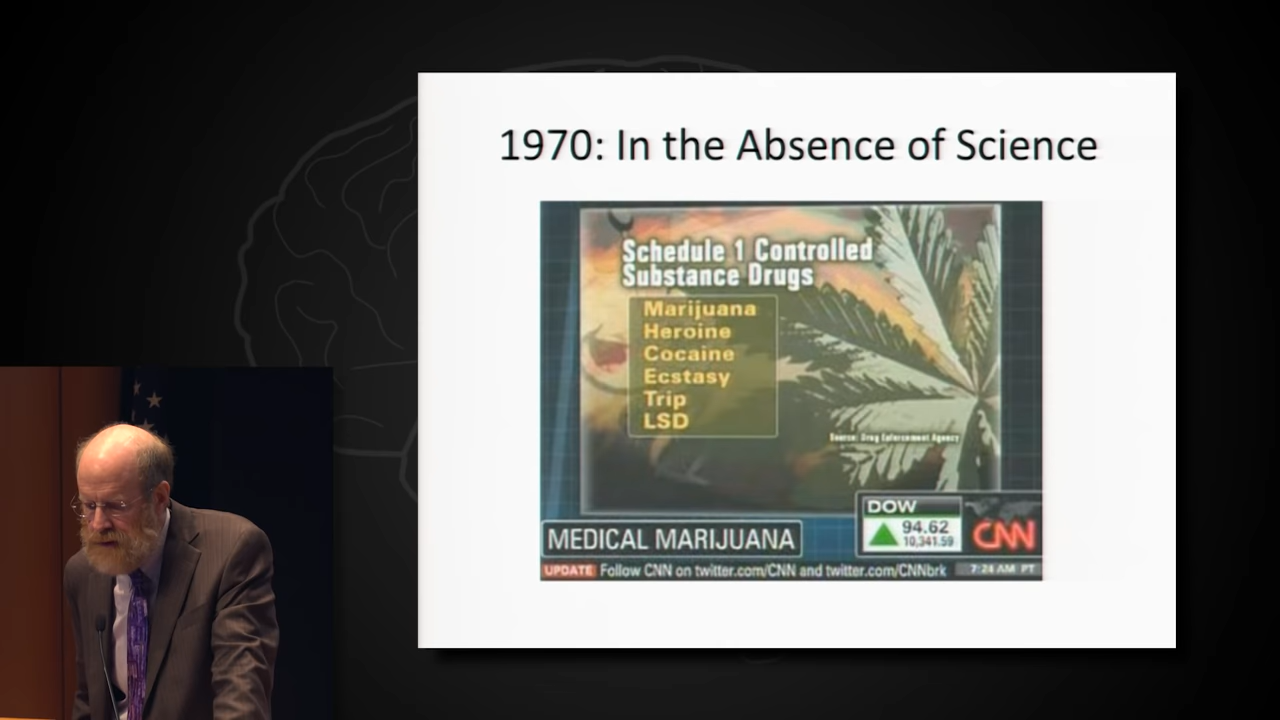 1970: In the Absence of Science
Schedule 1 Controlled
Substance Drugs
Marijuana
Heroine
Cocaine
Ecstasy
Trip
LSD
Source: Drug Enforcement Agency
DOW
94.62
10,341.59
CNN
MEDICAL MARIJUANA
UPDATE Follow CNN on twitter.com/CNN and twitter.com/CNNbrk 7:24 AM PT